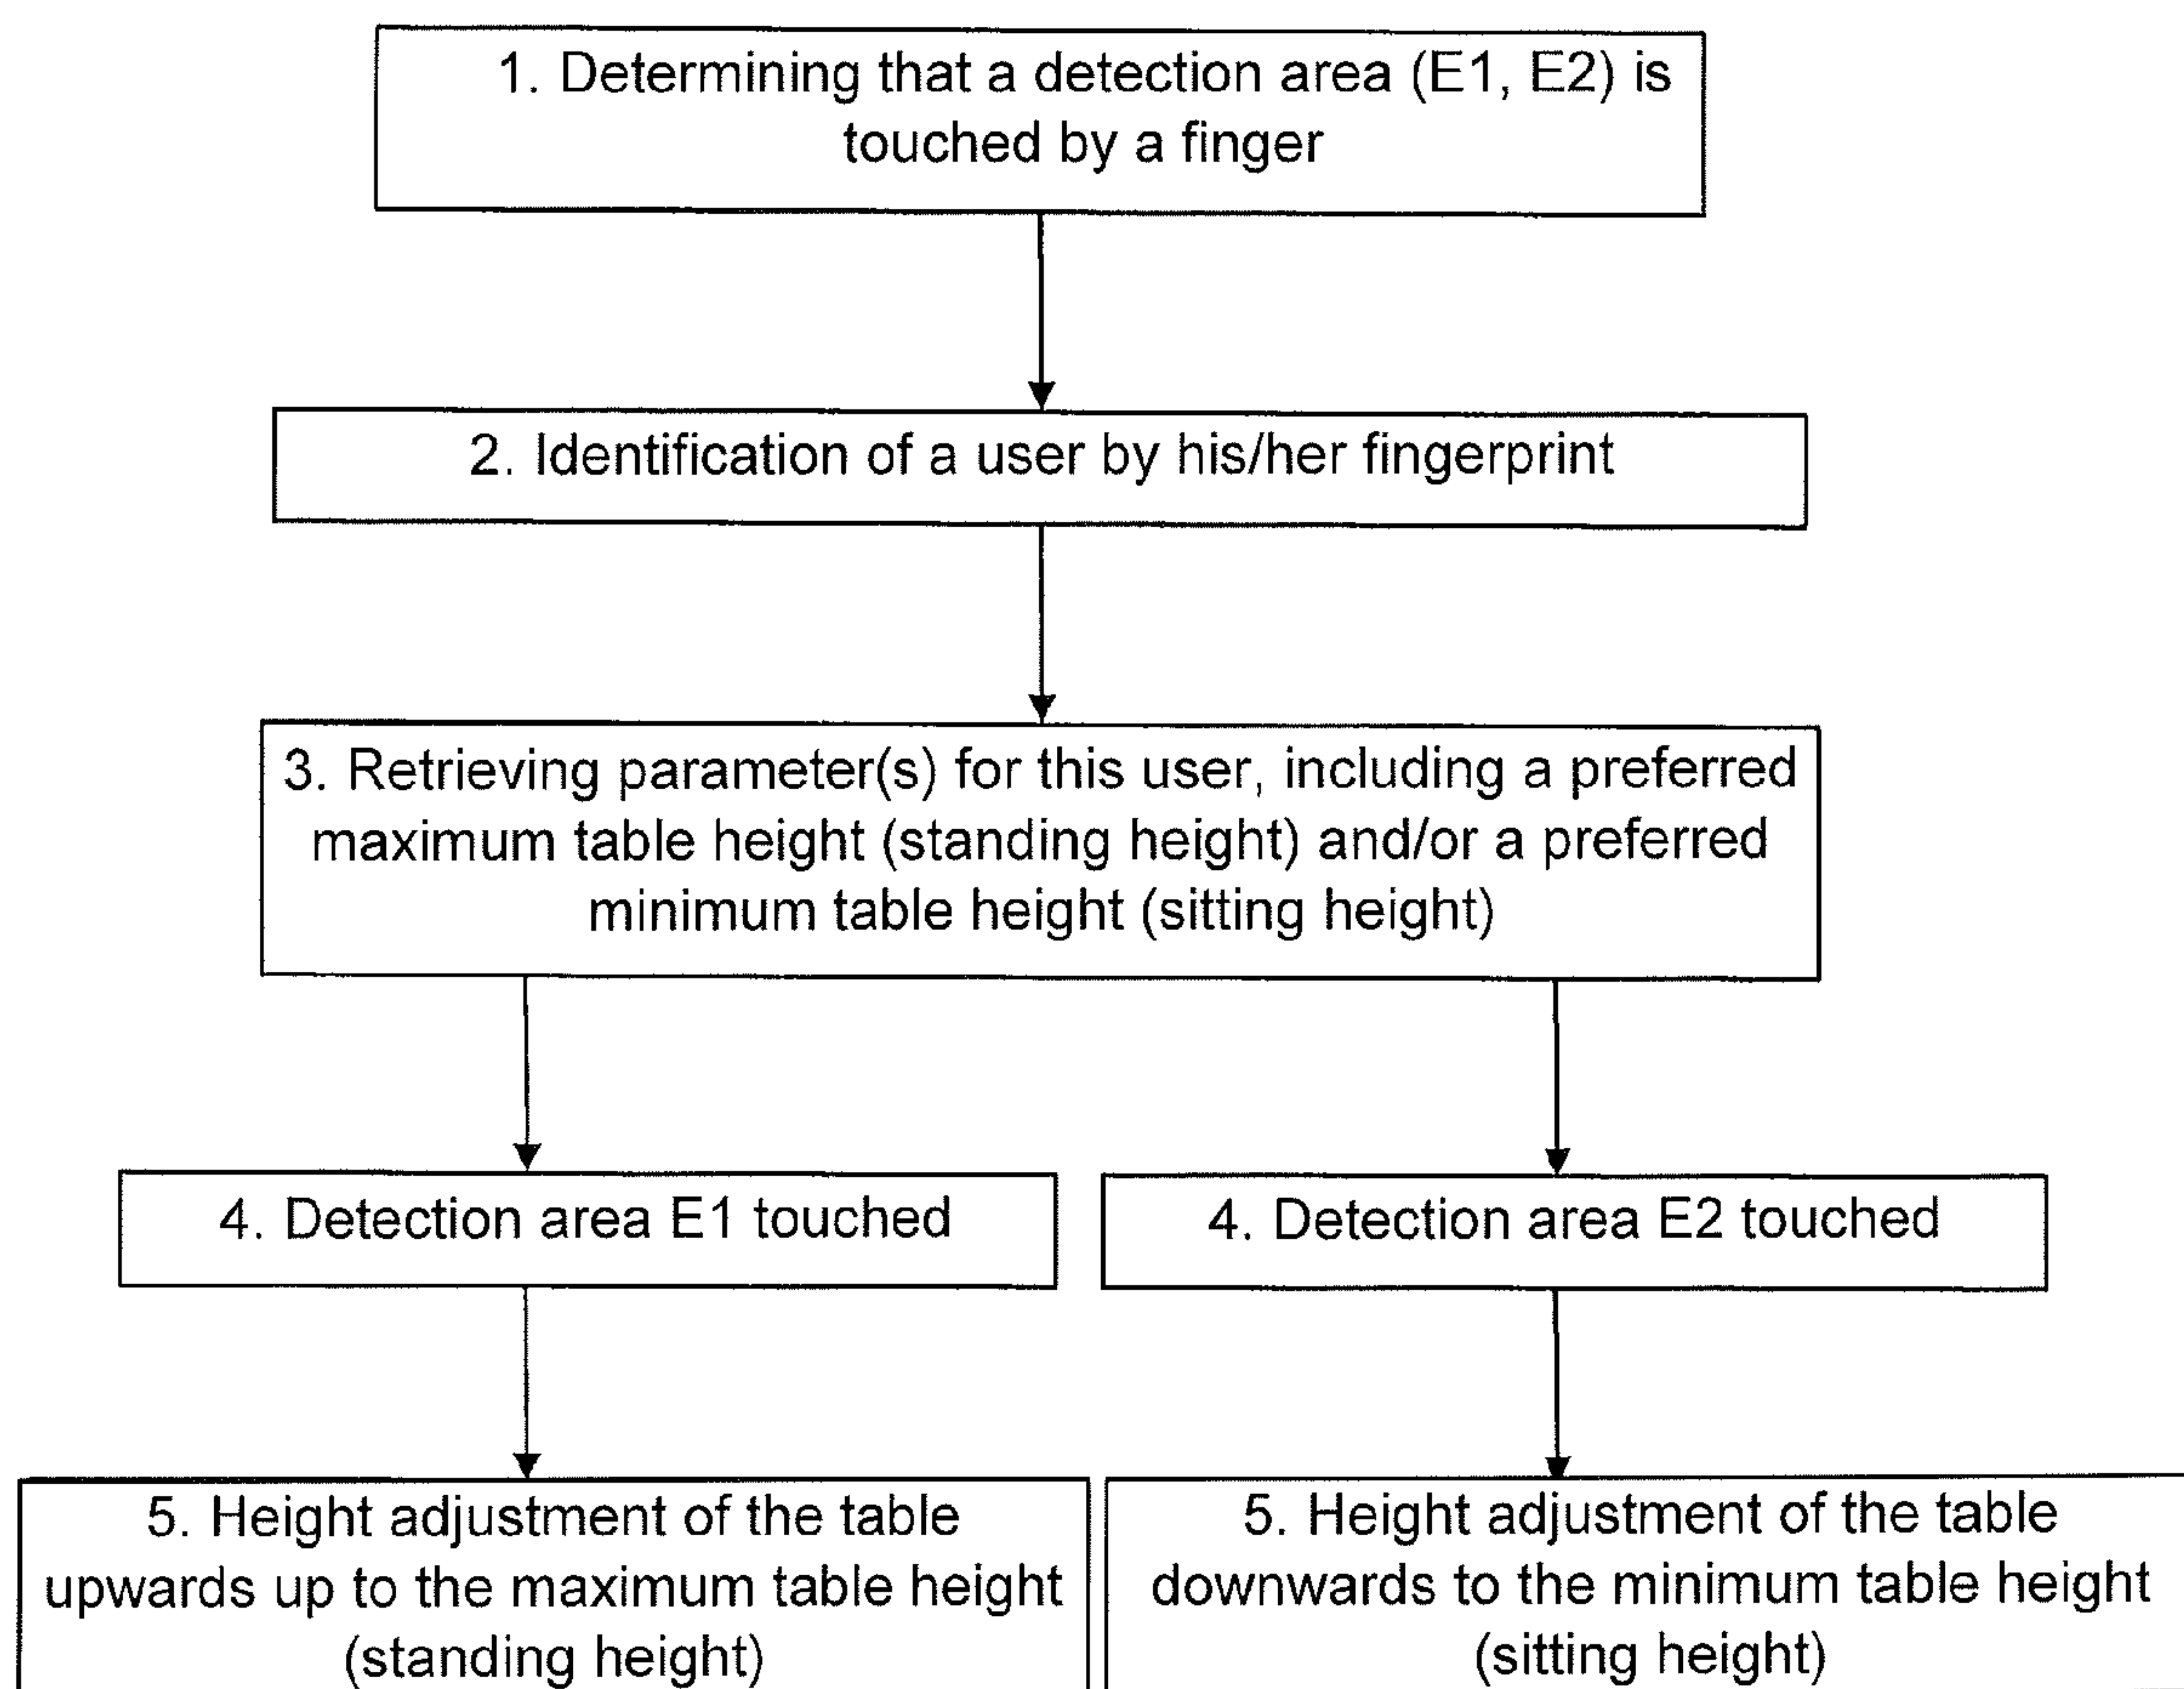 1. Determining that a detection area (E1, E2) is
touched by a finger
2. Identification of a user by his/her fingerprint
3. Retrieving parameter(s) for this user, including a preferred
maximum table height (standing height) and/or a preferred
minimum table height (sitting height)
4. Detection area E1 touched
4. Detection area E2 touched
5. Height adjustment of the table
upwards up to the maximum table height
(standing height)
5. Height adjustment of the table
downwards to the minimum table height
(sitting height)